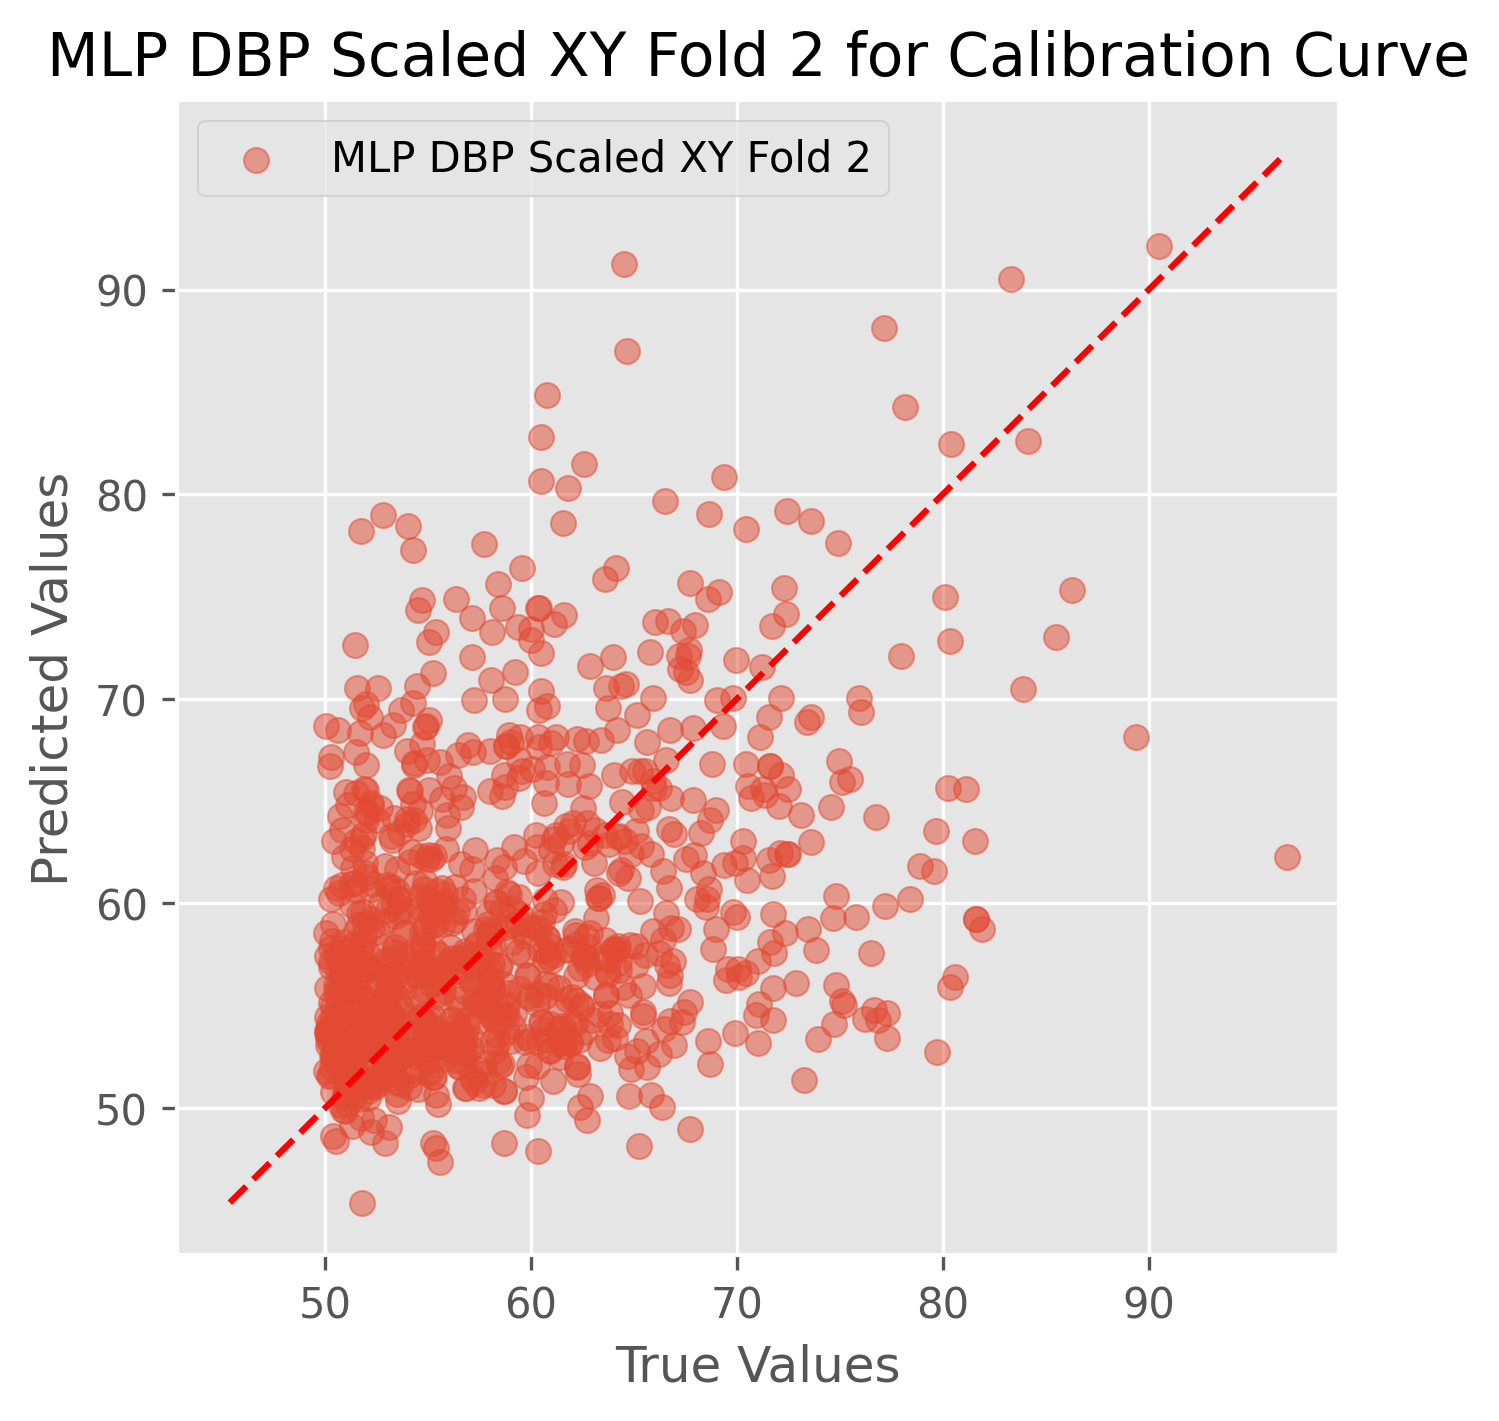 MLP DBP Scaled XY Fold 2 for Calibration Curve
MLP DBP Scaled XY Fold 2
90
80
70
60
50
Predicted Values
50 60 70 80 90
True Values